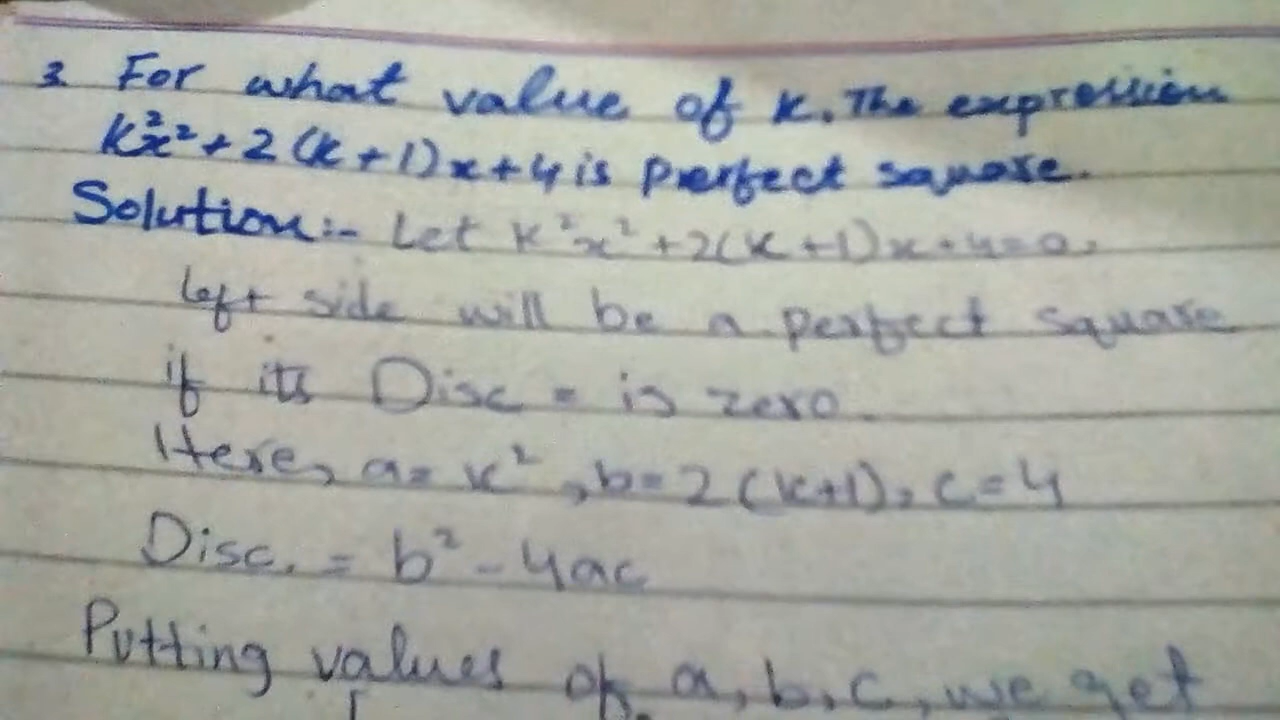 3. For what value of k. The expression
k²x² + 2(k+1)x+4 is perfect square.
Solution:- Let k²x² + 2(k+1)x+4=0.
left side will be a perfect square
if its Disc = is zero.
Here, a= k², b= 2(k+1), c=4
Disc. = b² - 4ac
Putting values of a, b, c, we get